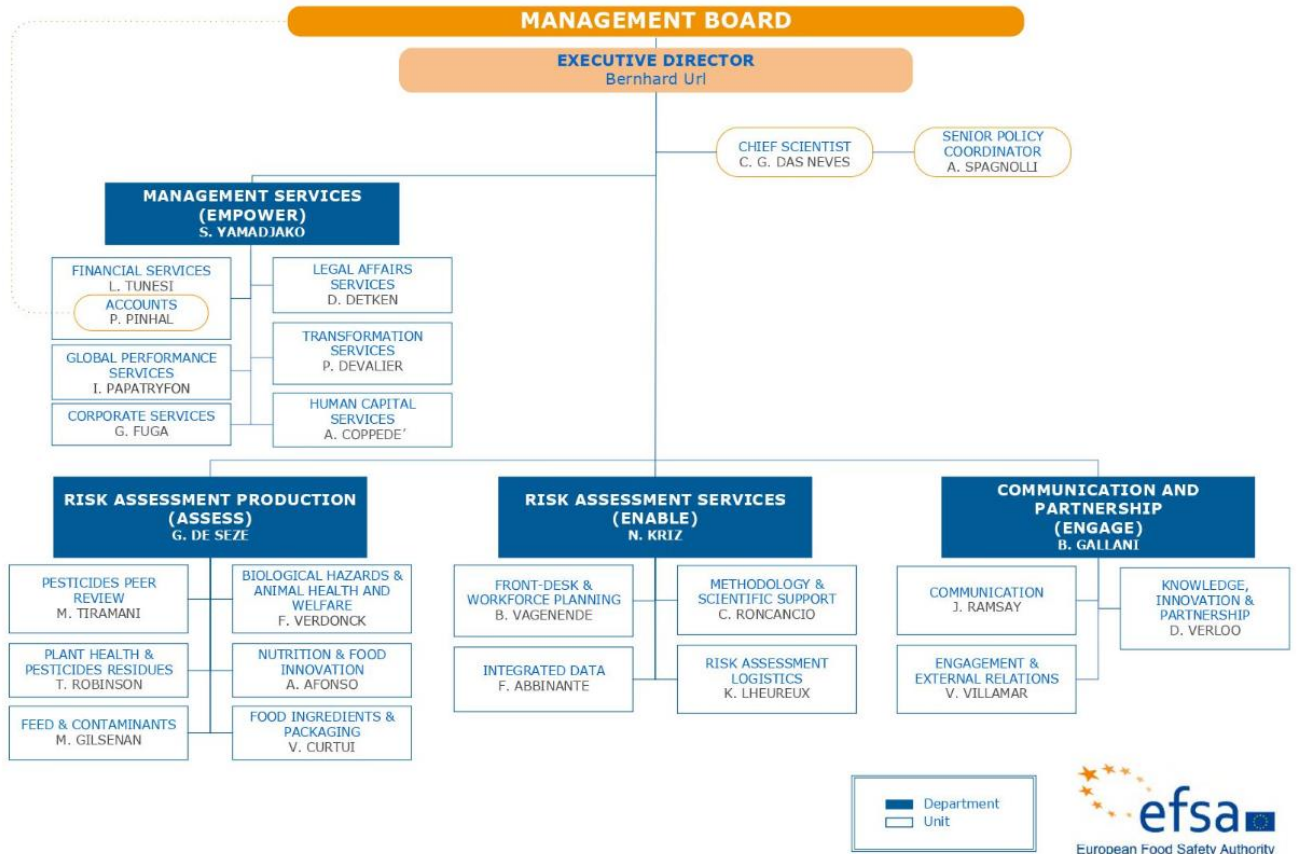 MANAGEMENT BOARD
EXECUTIVE DIRECTOR
Bernhard Url
CHIEF SCIENTIST
C. G. DAS NEVES
SENIOR POLICY
COORDINATOR
A. SPAGNOLLI
MANAGEMENT SERVICES
(EMPOWER)
S. YAMADJAKO
FINANCIAL SERVICES
L. TUNESI
ACCOUNTS
P. PINHAL
LEGAL AFFAIRS
SERVICES
D. DETKEN
GLOBAL PERFORMANCE
SERVICES
I. PAPATRYFON
TRANSFORMATION
SERVICES
P. DEVALIER
CORPORATE SERVICES
G. FUGA
HUMAN CAPITAL
SERVICES
A. COPPEDE´
RISK ASSESSMENT PRODUCTION
(ASSESS)
G. DE SEZE
PESTICIDES PEER
REVIEW
M. TIRAMANI
BIOLOGICAL HAZARDS &
ANIMAL HEALTH AND
WELFARE
F. VERDONCK
PLANT HEALTH &
PESTICIDES RESIDUES
T. ROBINSON
NUTRITION & FOOD
INNOVATION
A. AFONSO
FEED & CONTAMINANTS
M. GILSENAN
FOOD INGREDIENTS &
PACKAGING
V. CURTUI
RISK ASSESSMENT SERVICES
(ENABLE)
N. KRIZ
FRONT-DESK &
WORKFORCE PLANNING
B. VAGENENDE
METHODOLOGY &
SCIENTIFIC SUPPORT
C. RONCANCIO
INTEGRATED DATA
F. ABBINANTE
RISK ASSESSMENT
LOGISTICS
K. LHEUREUX
COMMUNICATION AND
PARTNERSHIP
(ENGAGE)
B. GALLANI
COMMUNICATION
J. RAMSAY
KNOWLEDGE,
INNOVATION &
PARTNERSHIP
D. VERLOO
ENGAGEMENT &
EXTERNAL RELATIONS
V. VILLAMAR
Department
Unit
efsa
European Food Safety Authority